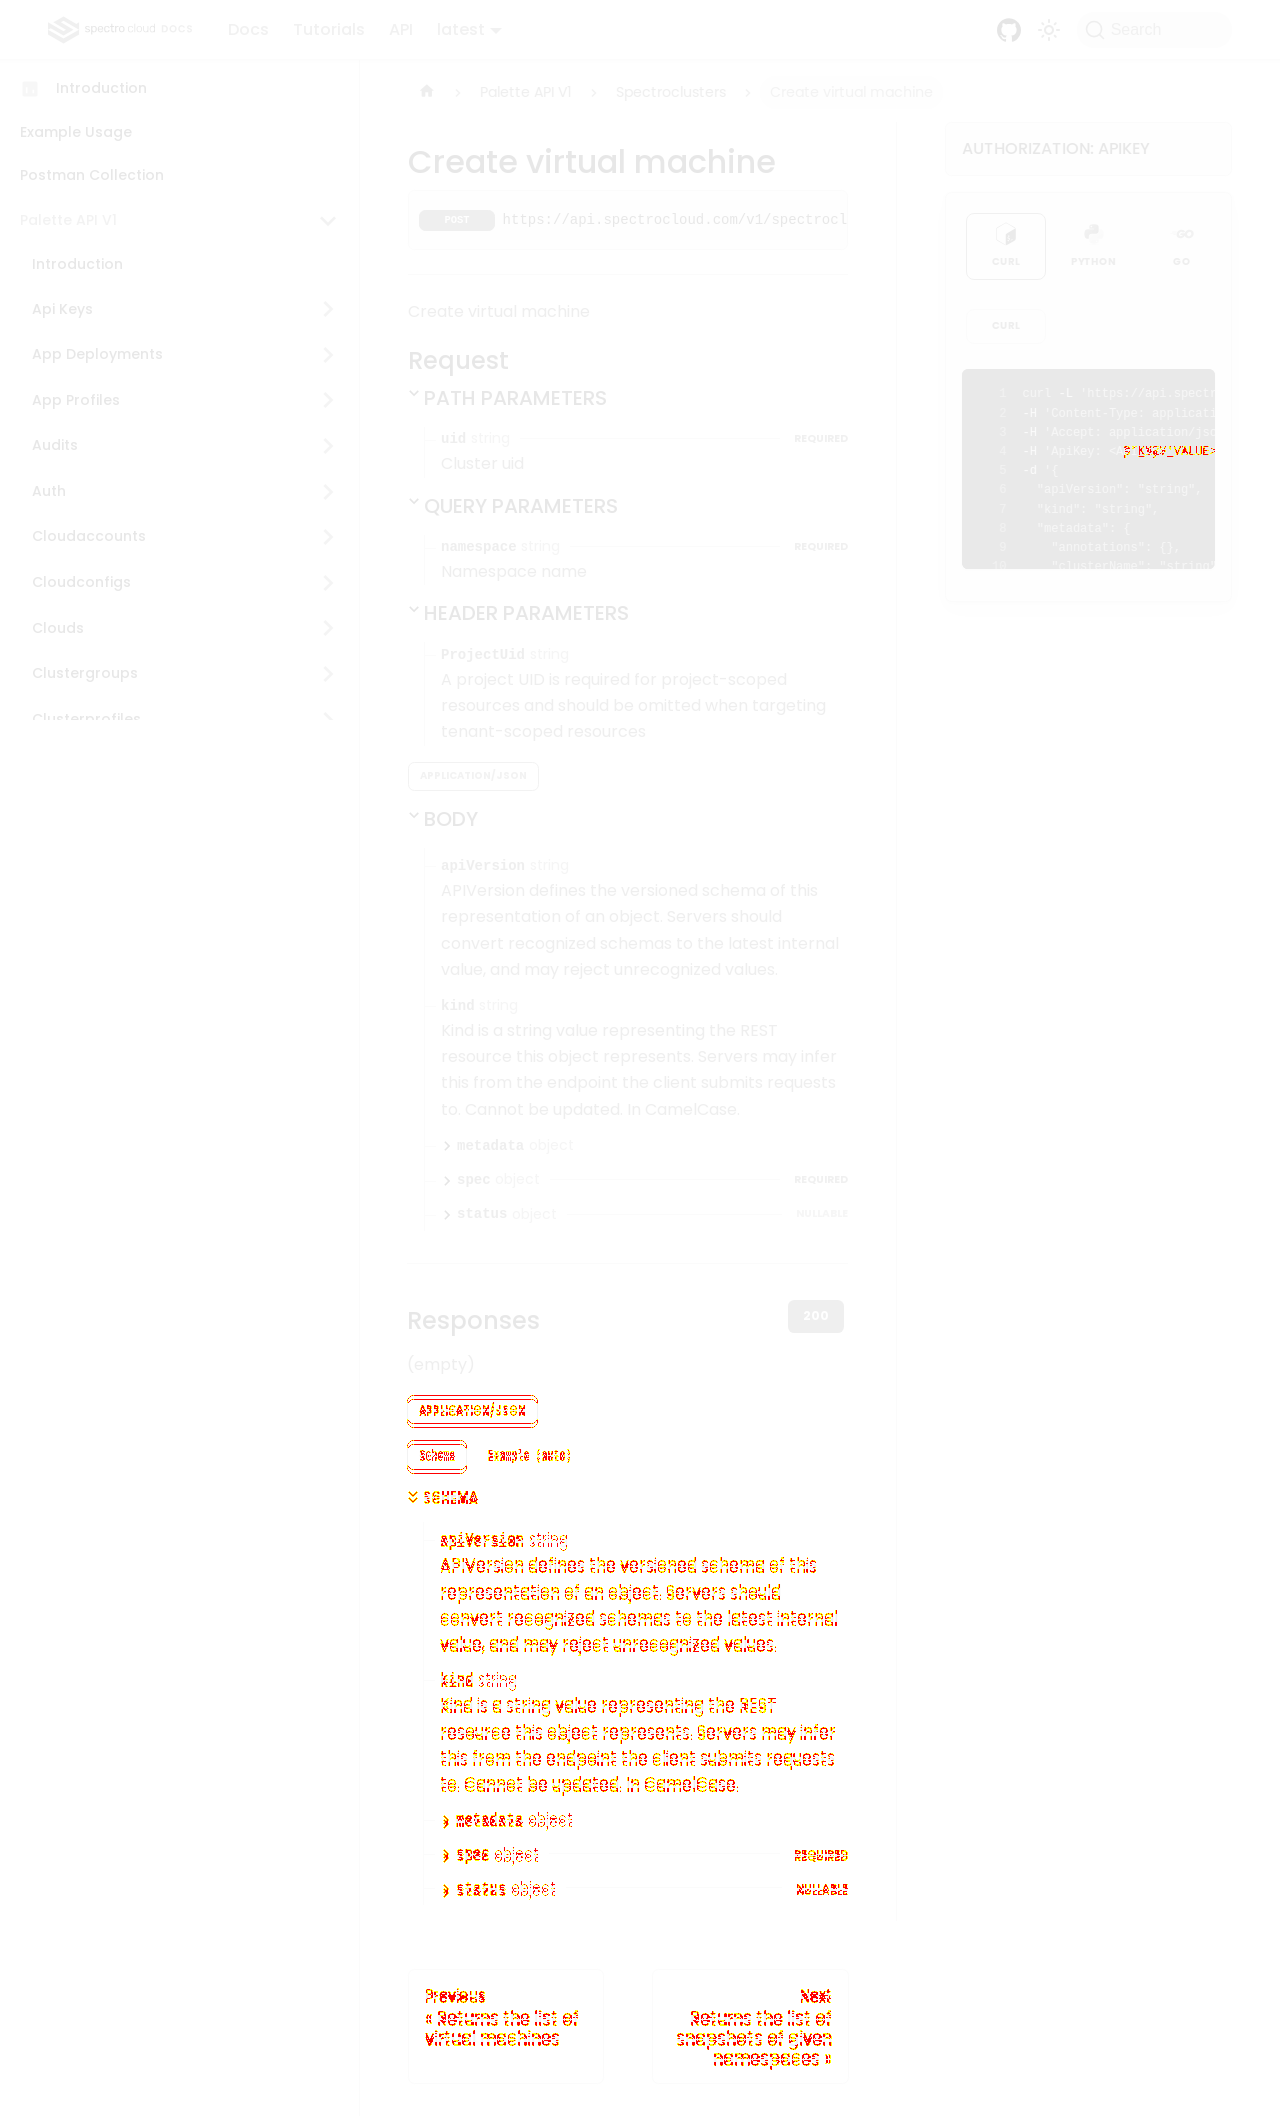 spectro cloud DOCS
Docs
Tutorials
API
latest
Search
Introduction
Example Usage
Postman Collection
Palette API V1
Introduction
Api Keys
App Deployments
App Profiles
Audits
Auth
Cloudaccounts
Cloudconfigs
Clouds
Clustergroups
Clusterprofiles
Palette API V1
Spectroclusters
Create virtual machine
Create virtual machine
POST https://api.spectrocloud.com/v1/spectrocl
Create virtual machine
Request
PATH PARAMETERS
uid string REQUIRED
Cluster uid
QUERY PARAMETERS
namespace string REQUIRED
Namespace name
HEADER PARAMETERS
ProjectUid string
A project UID is required for project-scoped
resources and should be omitted when targeting
tenant-scoped resources
APPLICATION/JSON
BODY
apiVersion string
APIVersion defines the versioned schema of this
representation of an object. Servers should
convert recognized schemas to the latest internal
value, and may reject unrecognized values.
kind string
Kind is a string value representing the REST
resource this object represents. Servers may infer
this from the endpoint the client submits requests
to. Cannot be updated. In CamelCase.
metadata object
spec object REQUIRED
status object NULLABLE
Responses
200
(empty)
APPLICATION/JSON
Schema Example (auto)
SCHEMA
apiVersion string
APIVersion defines the versioned schema of this
representation of an object. Servers should
convert recognized schemas to the latest internal
value, and may reject unrecognized values.
kind string
Kind is a string value representing the REST
resource this object represents. Servers may infer
this from the endpoint the client submits requests
to. Cannot be updated. In CamelCase.
metadata object
spec object REQUIRED
status object NULLABLE
Previous
« Returns the list of
virtual machines
Next
Returns the list of
snapshots of given
namespaces »
AUTHORIZATION: APIKEY
CURL
PYTHON
-GO
GO
CURL
1 curl -L 'https://api.spectr
2 -H 'Content-Type: applicati
3 -H 'Accept: application/jso
4 -H 'ApiKey: <A
5 -d '{
6 "apiVersion": "string",
7 "kind": "string",
8 "metadata": {
9 "annotations": {},
10 "clusterName": "string"